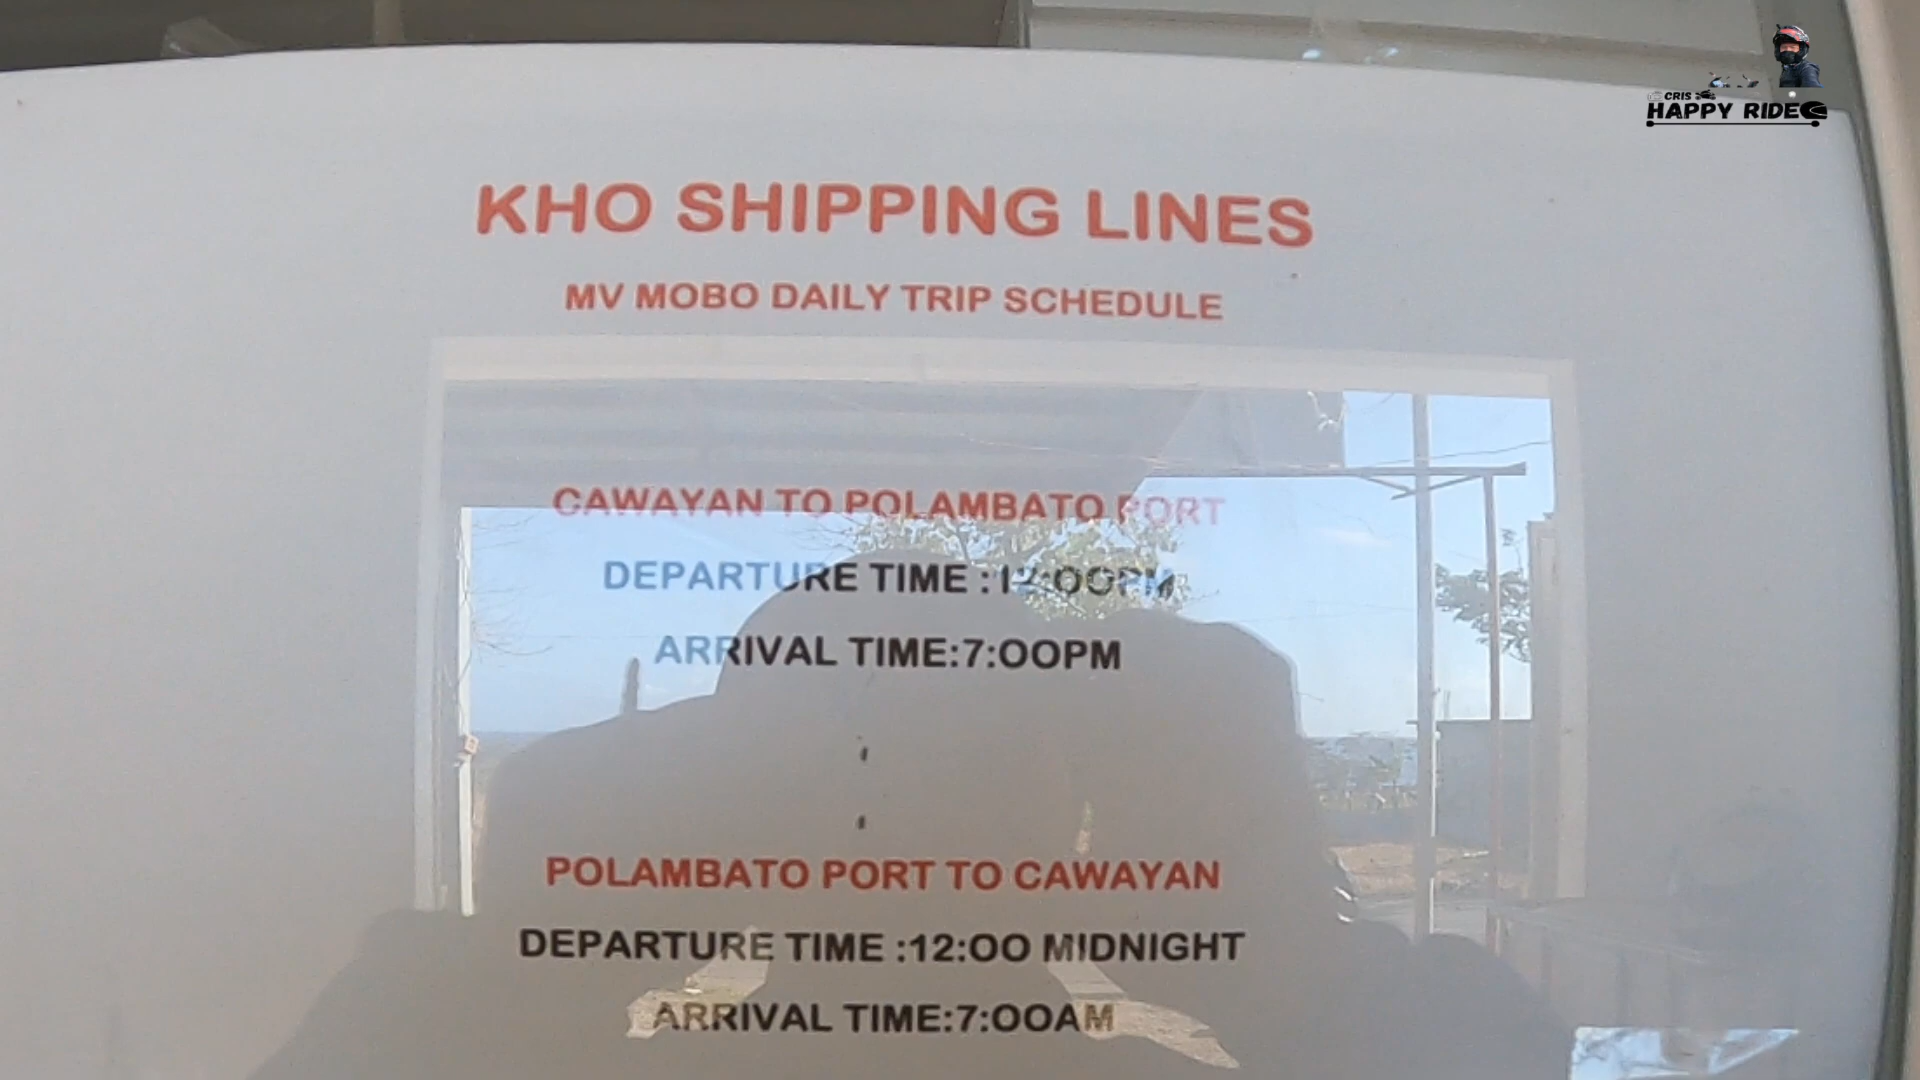 CRIS
HAPPY RIDE
KHO SHIPPING LINES
MV MOBO DAILY TRIP SCHEDULE
CAWAYAN TO POLAMBATO PORT
DEPARTURE TIME :12:00PM
ARRIVAL TIME:7:00PM
POLAMBATO PORT TO CAWAYAN
DEPARTURE TIME :12:00 MIDNIGHT
ARRIVAL TIME:7:00AM